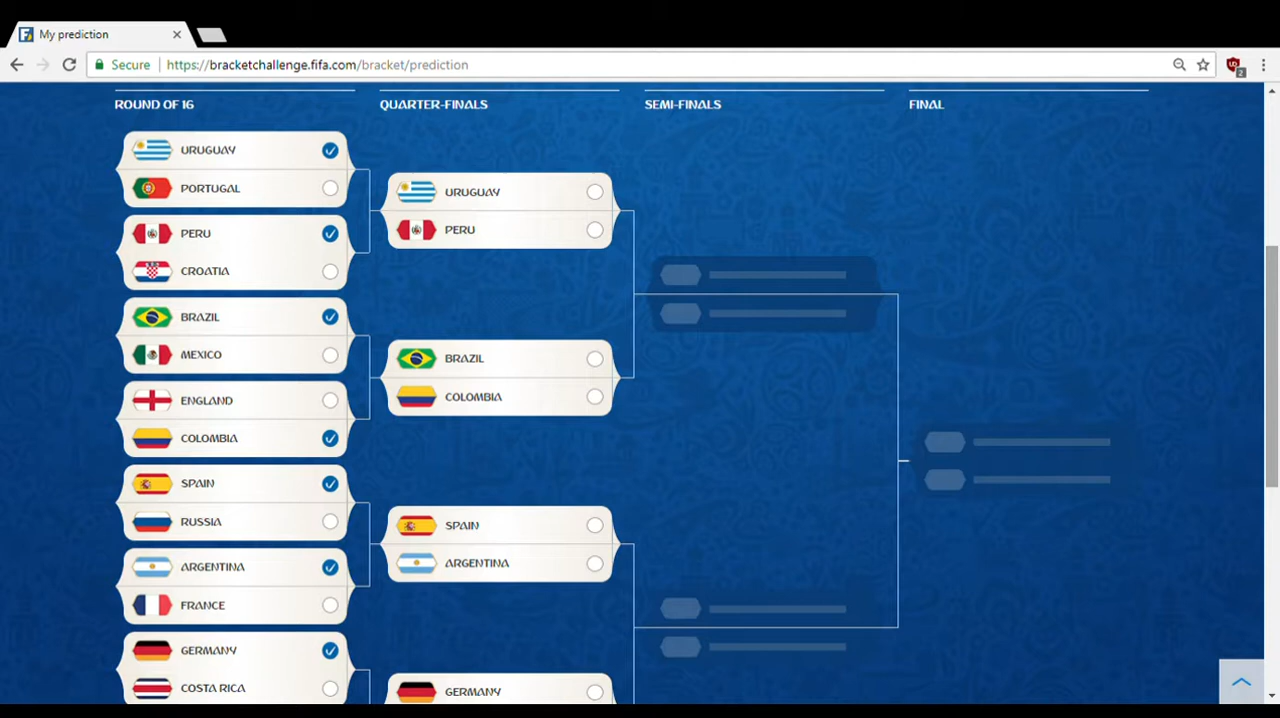 My prediction
Secure
https://bracketchallenge.fifa.com/bracket/prediction
2
ROUND OF 16
QUARTER-FINALS
SEMI-FINALS
FINAL
URUGUAY
PORTUGAL
PERU
CROATIA
BRAZIL
MEXICO
ENGLAND
COLOMBIA
SPAIN
RUSSIA
ARGENTINA
FRANCE
GERMANY
COSTA RICA
URUGUAY
PERU
BRAZIL
COLOMBIA
SPAIN
ARGENTINA
GERMANY